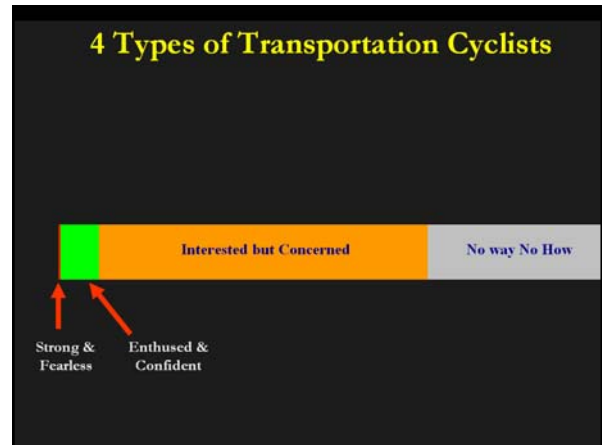 4 Types of Transportation Cyclists
Interested but Concerned
No way No How
Strong &
Fearless
Enthused &
Confident